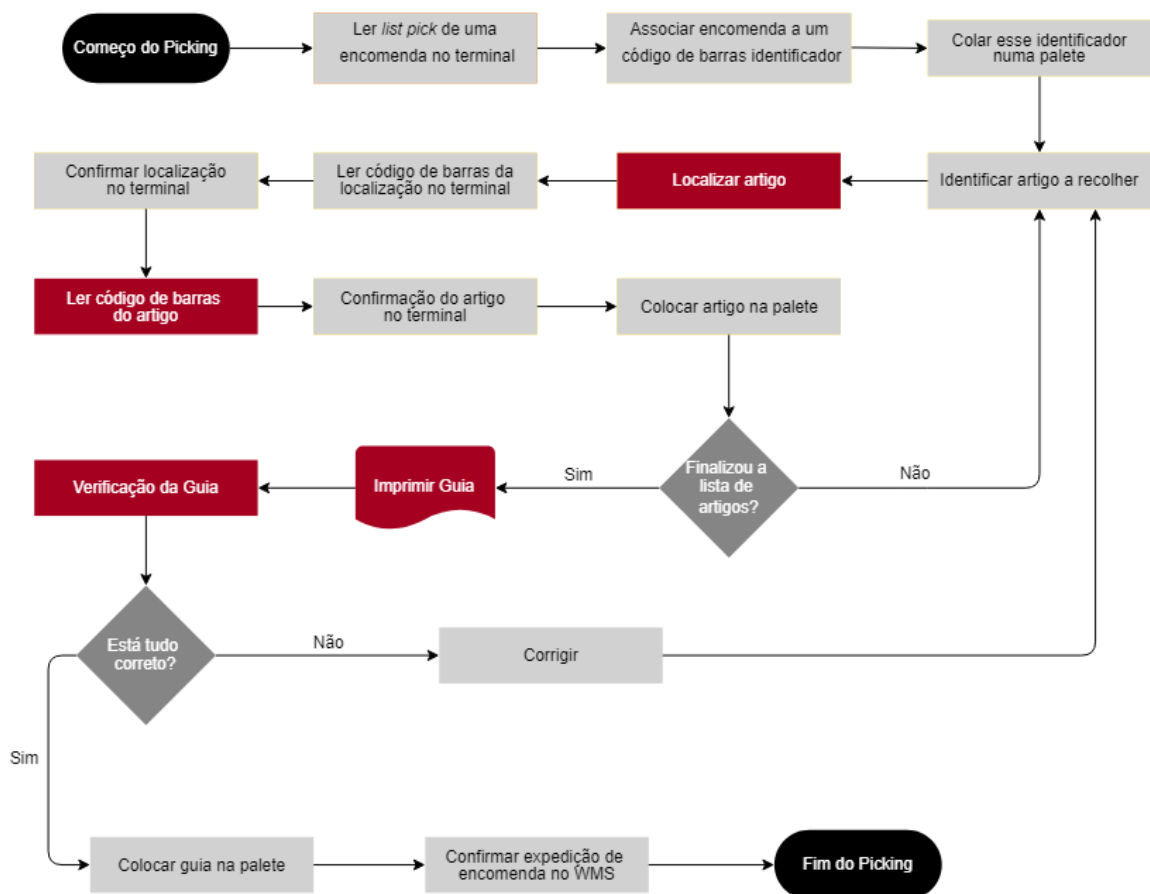 Começo do Picking
Ler list pick de uma
encomenda no terminal
Associar encomenda a um
código de barras identificador
Colar esse identificador
numa palete
Confirmar localização
no terminal
Ler código de barras da
localização no terminal
Localizar artigo
Identificar artigo a recolher
Ler código de barras
do artigo
Confirmação do artigo
no terminal
Colocar artigo na palete
Verificação da Guia
Imprimir Guia
Sim
Finalizou a
lista de
artigos?
Não
Está tudo
correto?
Não
Corrigir
Sim
Colocar guia na palete
Confirmar expedição de
encomenda no WMS
Fim do Picking